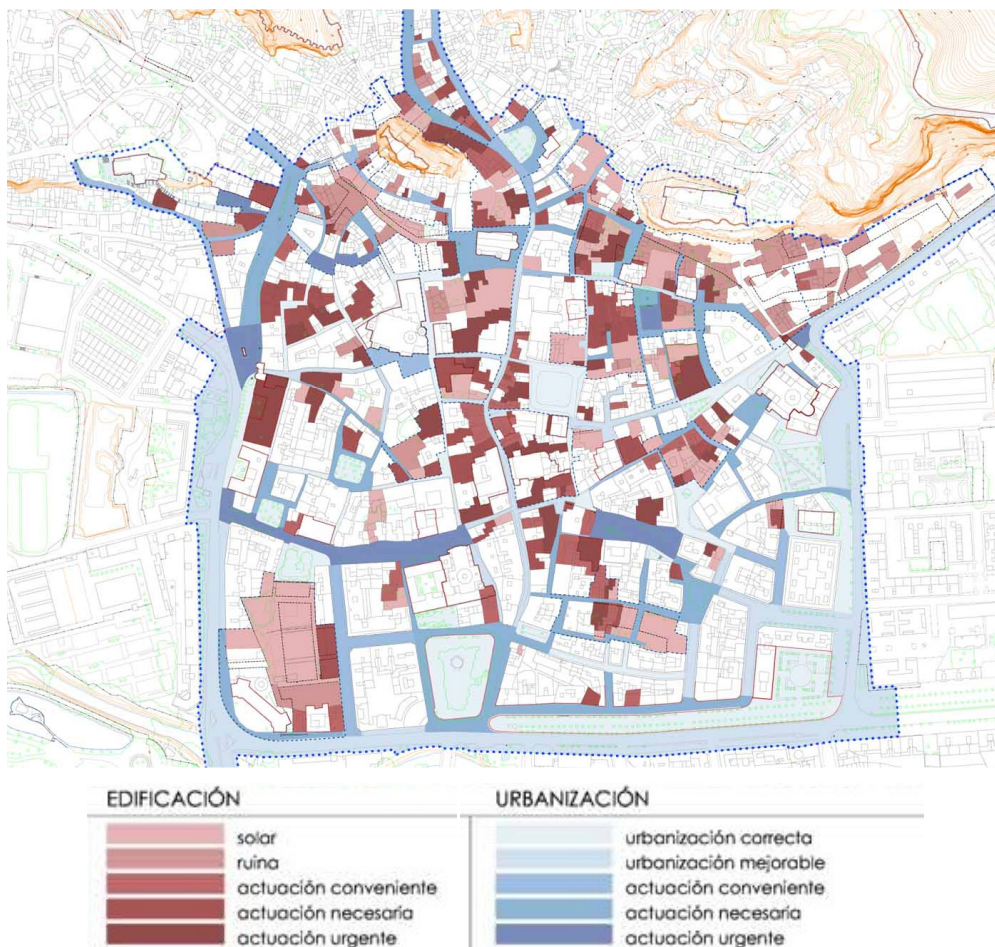 EDIFICACIÓN
solar
ruina
actuación conveniente
actuación necesaria
actuación urgente
URBANIZACIÓN
urbanización correcta
urbanización mejorable
actuación conveniente
actuación necesaria
actuación urgente